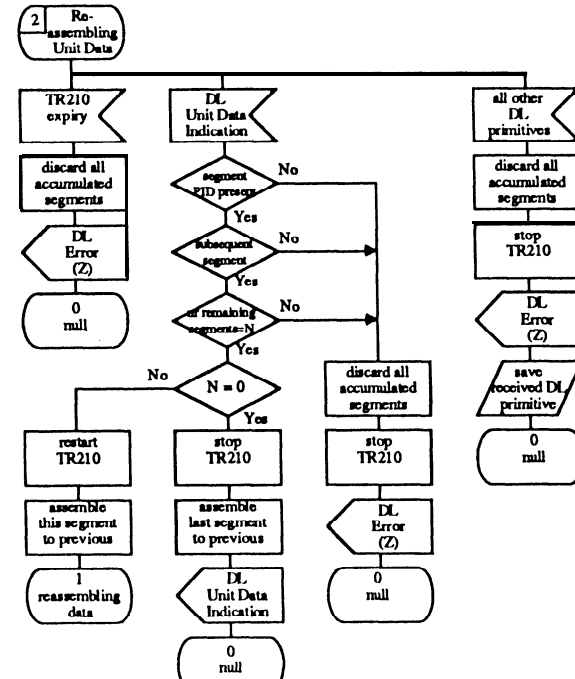 2 Re-
assembling
Unit Data
TR210
expiry
discard all
accumulated
segments
DL
Error
(Z)
0
null
DL
Unit Data
Indication
segment
PID present
No
Yes
subsequent
segment
No
Yes
# remaining
segments=N
No
Yes
N = 0
No
Yes
restart
TR210
assemble
this segment
to previous
1
reassembling
data
stop
TR210
assemble
last segment
to previous
DL
Unit Data
Indication
0
null
discard all
accumulated
segments
stop
TR210
DL
Error
(Z)
0
null
all other
DL
primitives
discard all
accumulated
segments
stop
TR210
DL
Error
(Z)
save
received DL
primitive
0
null